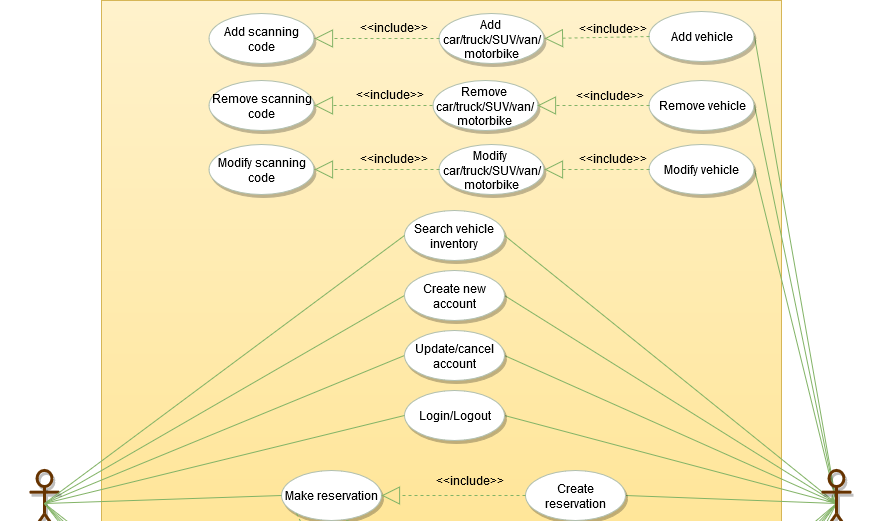 Add scanning
code
<<include>>
Add
car/truck/SUV/van/
motorbike
<<include>>
Add vehicle
Remove scanning
code
<<include>>
Remove
car/truck/SUV/van/
motorbike
<<include>>
Remove vehicle
Modify scanning
code
<<include>>
Modify
car/truck/SUV/van/
motorbike
<<include>>
Modify vehicle
Search vehicle
inventory
Create new
account
Update/cancel
account
Login/Logout
Make reservation
<<include>>
Create
reservation